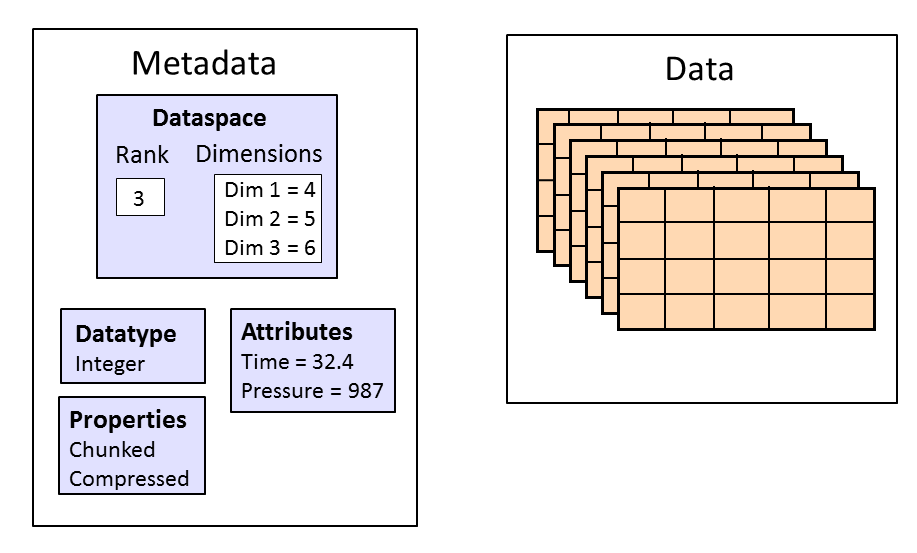 Metadata
Dataspace
Rank
Dimensions
3
Dim 1 = 4
Dim 2 = 5
Dim 3 = 6
Datatype
Integer
Attributes
Time = 32.4
Pressure = 987
Properties
Chunked
Compressed
Data